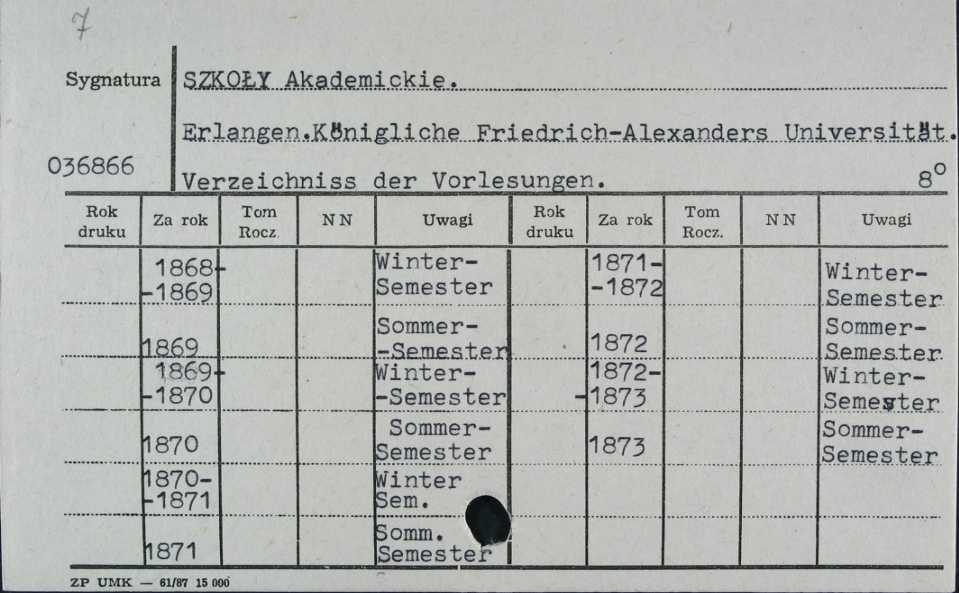 7
Sygnatura SZKOŁY Akademickie.
Erlangen.Königliche Friedrich-Alexanders Universität.
036866
Verzeichniss der Vorlesungen. 8°
Rok druku Za rok Tom Rocz. NN Uwagi Rok druku Za rok Tom Rocz. NN Uwagi
1868- Winter- 1871- Winter-
-1869 Semester -1872 Semester
Sommer- Sommer-
1869 -Semester 1872 Semester
1869- Winter- 1872- Winter-
-1870 -Semester -1873 Semester
Sommer- Sommer-
1870 Semester 1873 Semester
1870- Winter
-1871 Sem.
Somm.
1871 Semester
ZP UMK — 61/87 15 000